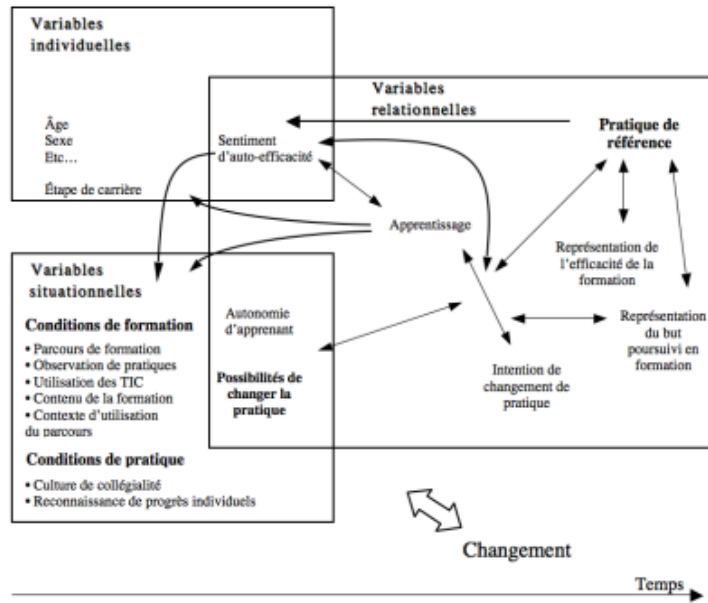 Variables
individuelles
Âge
Sexe
Etc...
Étape de carrière
Variables
relationnelles
Sentiment
d'auto-efficacité
Pratique de
référence
Apprentissage
Représentation de
l'efficacité de la
formation
Autonomie
d'apprenant
Possibilités de
changer la
pratique
Intention de
changement de
pratique
Représentation
du but
poursuivi en
formation
Variables
situationnelles
Conditions de formation
• Parcours de formation
• Observation de pratiques
• Utilisation des TIC
• Contenu de la formation
• Contexte d'utilisation
du parcours
Conditions de pratique
• Culture de collégialité
• Reconnaissance de progrès individuels
Changement
Temps